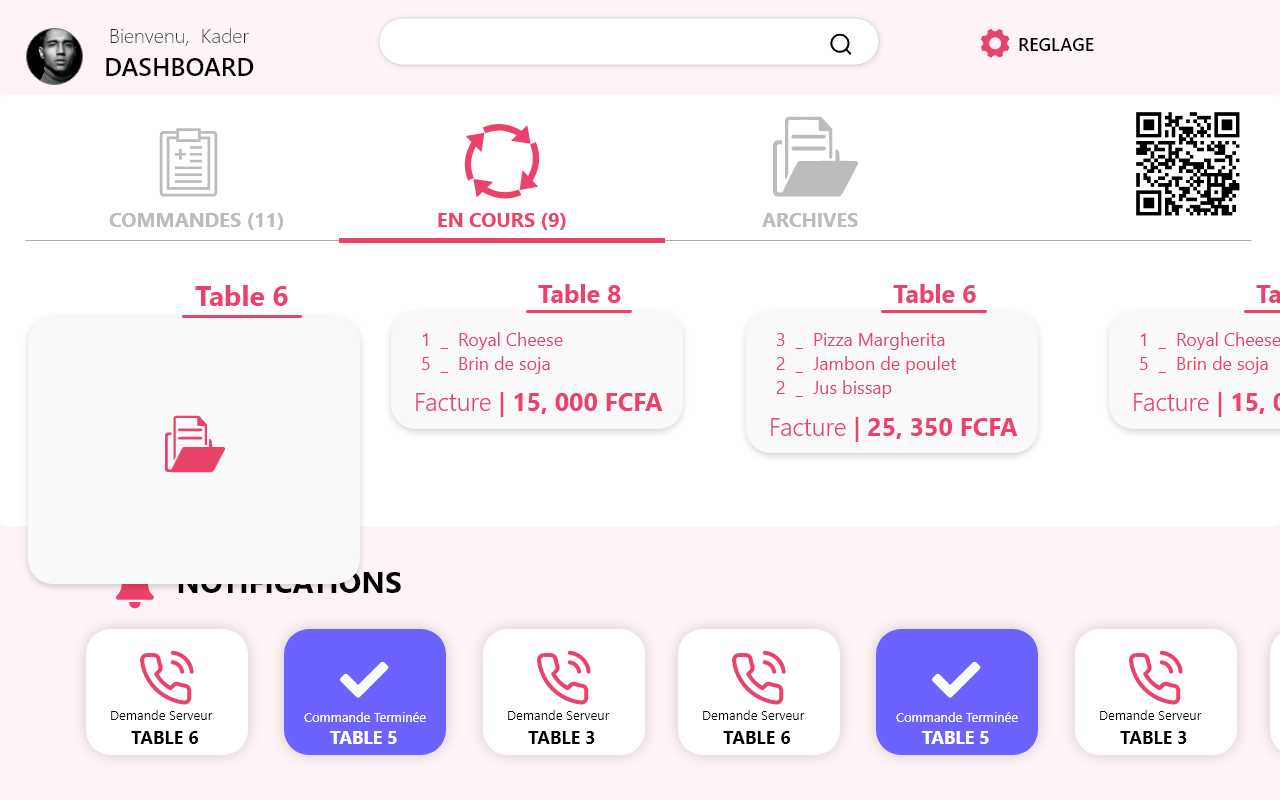 Bienvenu, Kader
DASHBOARD
REGLAGE
COMMANDES (11)
EN COURS (9)
ARCHIVES
Table 6
Table 8
1 _ Royal Cheese
5 _ Brin de soja
Facture | 15, 000 FCFA
Table 6
3 _ Pizza Margherita
2 _ Jambon de poulet
2 _ Jus bissap
Facture | 25, 350 FCFA
Ta
1 _ Royal Cheese
5 _ Brin de soja
Facture | 15, 0
NOTIFICATIONS
Demande Serveur
TABLE 6
Commande Terminée
TABLE 5
Demande Serveur
TABLE 3
Demande Serveur
TABLE 6
Commande Terminée
TABLE 5
Demande Serveur
TABLE 3